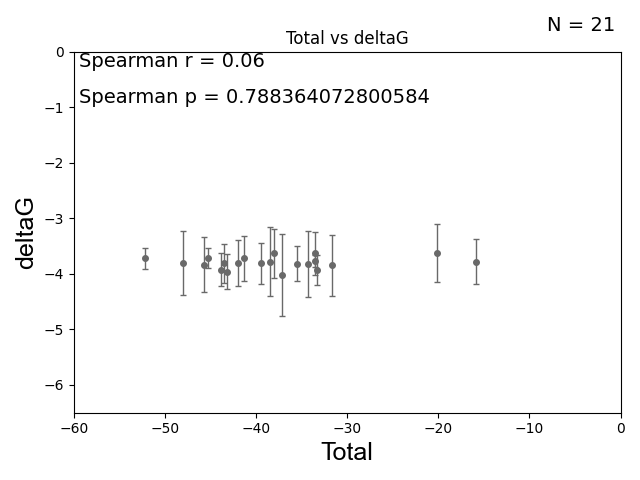 N = 21
Total vs deltaG
Spearman r = 0.06
Spearman p = 0.788364072800584
0
−1
−2
−3
−4
−5
−6
deltaG
−60 −50 −40 −30 −20 −10 0
Total